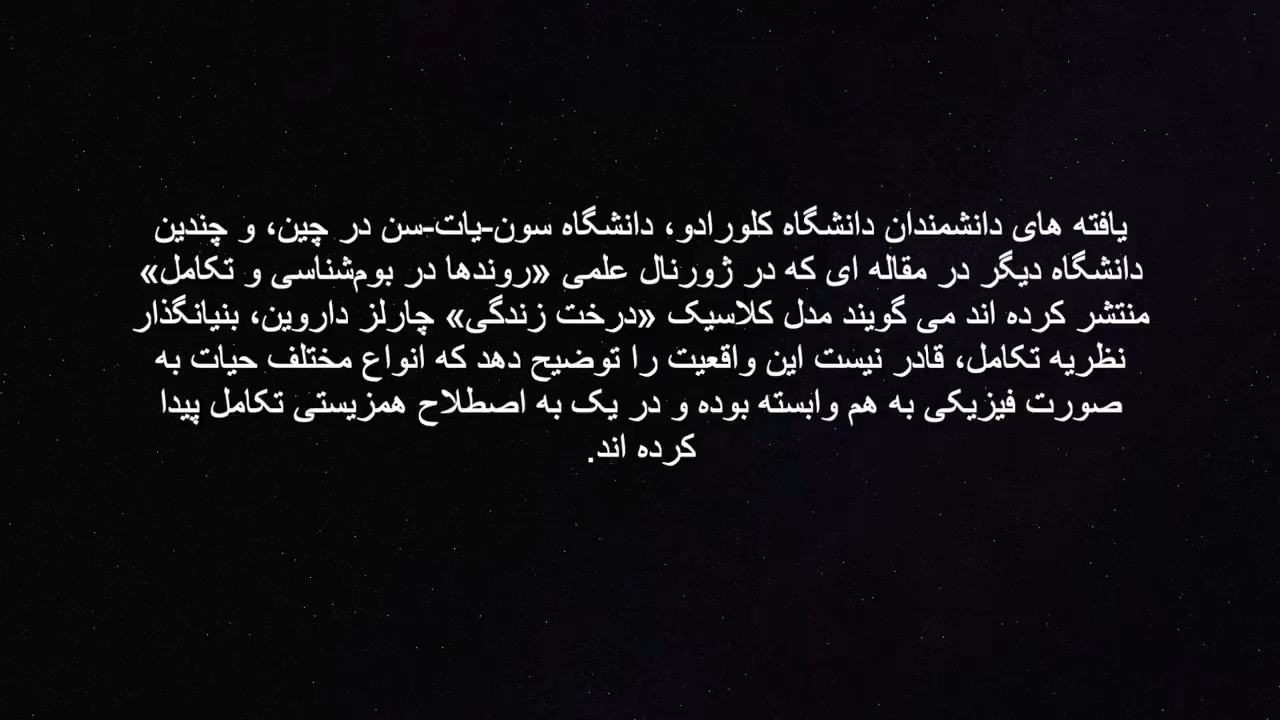 یافته های دانشمندان دانشگاه کلورادو، دانشگاه سون-یات-سن در چین، و چندین
دانشگاه دیگر در مقاله ای که در ژورنال علمی «روندها در بوم‌شناسی و تکامل»
منتشر کرده اند می گویند مدل کلاسیک «درخت زندگی» چارلز داروین، بنیانگذار
نظریه تکامل، قادر نیست این واقعیت را توضیح دهد که انواع مختلف حیات به
صورت فیزیکی به هم وابسته بوده و در یک به اصطلاح همزیستی تکامل پیدا
کرده اند.